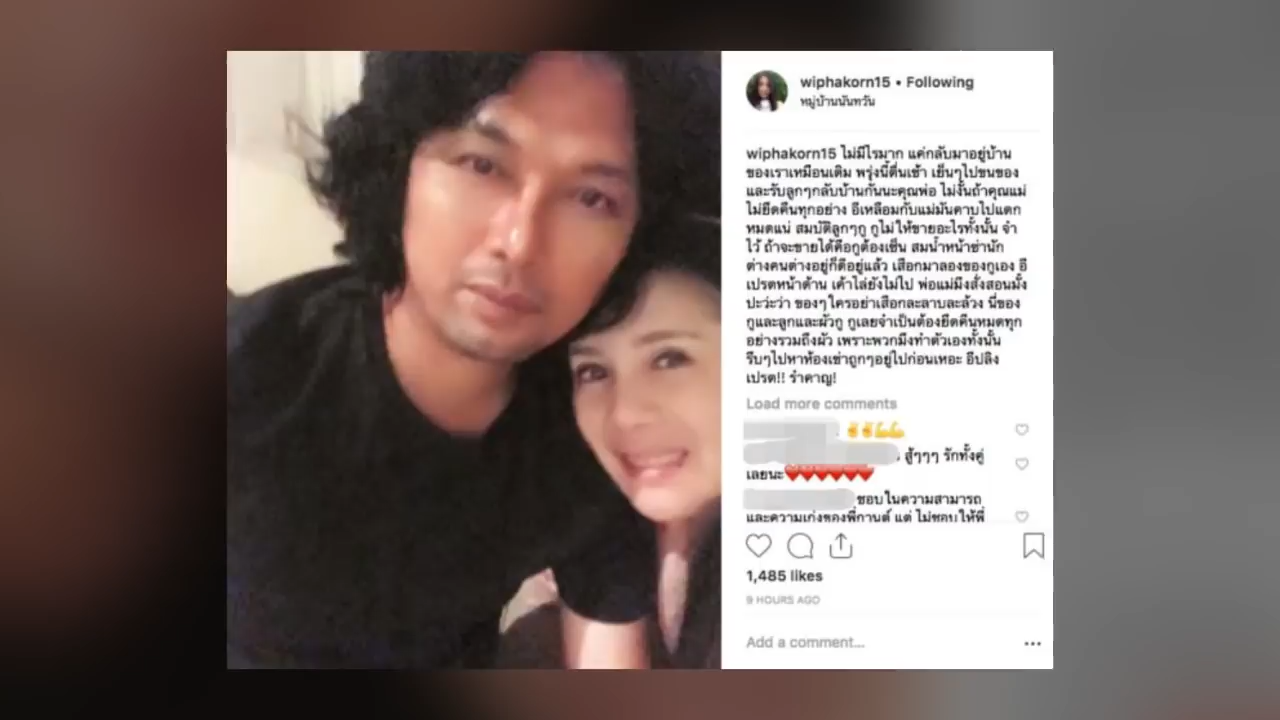 wiphakorn15 • Following
หมู่บ้านนันทวัน
wiphakorn15 ไม่มีไรมาก แค่กลับมาอยู่บ้าน
ของเราเหมือนเดิม พรุ่งนี้ตื่นเช้า เย็นๆไปขนของ
และรับลูกๆกลับบ้านกันนะคุณพ่อ ไม่งั้นถ้าคุณแม่
ไม่ยึดคืนทุกอย่าง อีเหลือมกับแม่มันคาบไปแดก
หมดแน่ สมบัติลูกๆกู กูไม่ให้ขายอะไรทั้งนั้น จำ
ไว้ ถ้าจะขายได้คือกูต้องเซ็น สมน้ำหน้าซ่านัก
ต่างคนต่างอยู่ก็ดีอยู่แล้ว เสือกมาลองของกูเอง อี
เปรตหน้าด้าน เค้าไล่ยังไม่ไป พ่อแม่มึงสั่งสอนมั้ง
ปะว่ะว่า ของๆใครอย่าเสือกละลาบละล้วง นี่ของ
กูและลูกและผัวกู กูเลยจำเป็นต้องยึดคืนหมดทุก
อย่างรวมถึงผัว เพราะพวกมึงทำตัวเองทั้งนั้น
รีบๆไปหาห้องเช่าถูกๆอยู่ไปก่อนเหอะ อีปลิง
เปรต!! รำคาญ!
Load more comments
✌✌💪💪
สู้ๆๆๆ รักทั้งคู่
เลยนะ❤❤❤❤❤❤
ชอบในความสามารถ
และความเก่งของพี่กานต์ แต่ ไม่ชอบให้พี่
1,485 likes
9 HOURS AGO
Add a comment...